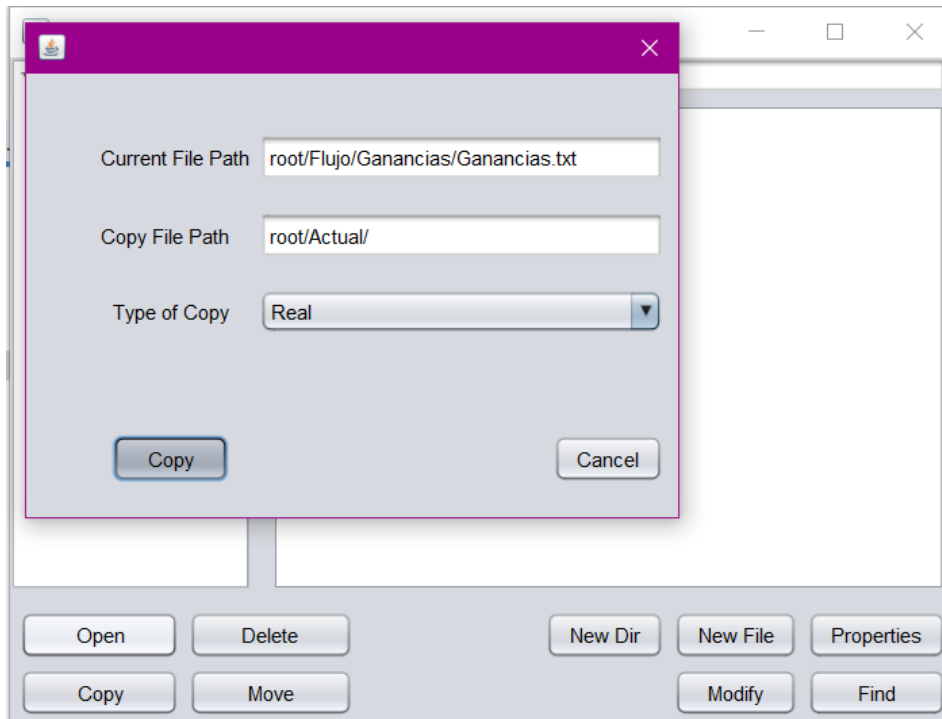 Current File Path root/Flujo/Ganancias/Ganancias.txt
Copy File Path root/Actual/
Type of Copy Real
Copy Cancel
Open Delete New Dir New File Properties
Copy Move Modify Find